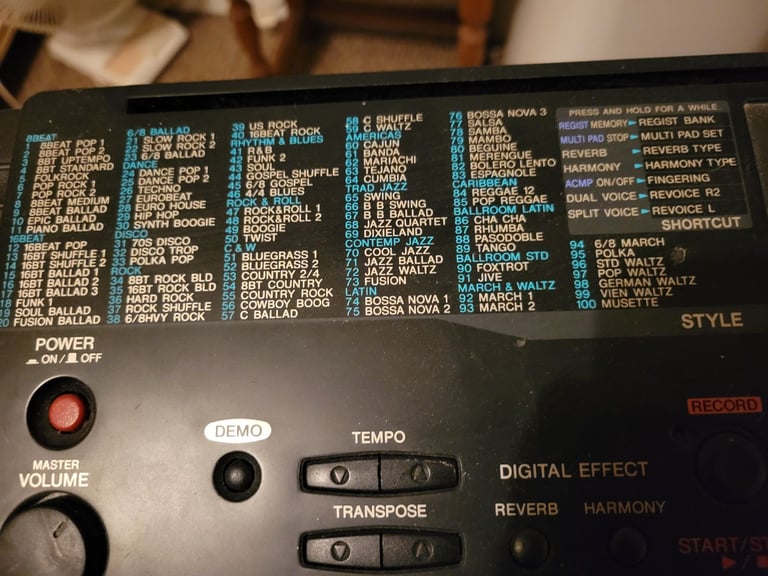 8BEAT
1 8BEAT POP 1
2 8BEAT POP 2
3 8BT UPTEMPO
4 8BT STANDARD
5 FOLKROCK
6 POP ROCK 1
7 POP ROCK 2
8 8BEAT MEDIUM
9 8BEAT BALLAD
10 EPIC BALLAD
11 PIANO BALLAD
16BEAT
12 16BEAT POP
13 16BT SHUFFLE 1
14 16BT SHUFFLE 2
15 16BT BALLAD 1
16 16BT BALLAD 2
17 16BT BALLAD 3
18 FUNK 1
19 SOUL BALLAD
20 FUSION BALLAD
6/8 BALLAD
21 SLOW ROCK 1
22 SLOW ROCK 2
23 6/8 BALLAD
DANCE
24 DANCE POP 1
25 DANCE POP 2
26 TECHNO
27 EUROBEAT
28 EURO HOUSE
29 HIP HOP
30 SYNTH BOOGIE
DISCO
31 70S DISCO
32 DISCO TROP
33 POLKA POP
ROCK
34 8BT ROCK BLD
35 16BT ROCK BLD
36 HARD ROCK
37 ROCK SHUFFLE
38 6/8HVY ROCK
39 US ROCK
40 16BEAT ROCK
RHYTHM & BLUES
41 R&B
42 FUNK 2
43 SOUL
44 GOSPEL SHUFFLE
45 6/8 GOSPEL
46 4/4 BLUES
ROCK & ROLL
47 ROCK&ROLL 1
48 ROCK&ROLL 2
49 BOOGIE
50 TWIST
C & W
51 BLUEGRASS 1
52 BLUEGRASS 2
53 COUNTRY 2/4
54 8BT COUNTRY
55 COUNTRY ROCK
56 COWBOY BOOG
57 C BALLAD
58 C SHUFFLE
59 C WALTZ
AMERICAS
60 CAJUN
61 BANDA
62 MARIACHI
63 TEJANO
64 CUMBIA
TRAD JAZZ
65 SWING
66 B B SWING
67 B B BALLAD
68 JAZZ QUARTET
69 DIXIELAND
CONTEMP JAZZ
70 COOL JAZZ
71 JAZZ BALLAD
72 JAZZ WALTZ
73 FUSION
LATIN
74 BOSSA NOVA 1
75 BOSSA NOVA 2
76 BOSSA NOVA 3
77 SALSA
78 SAMBA
79 MAMBO
80 BEGUINE
81 MERENGUE
82 BOLERO LENTO
83 ESPAGNOLE
CARIBBEAN
84 REGGAE 12
85 POP REGGAE
BALLROOM LATIN
86 CHA CHA
87 RHUMBA
88 PASODOBLE
89 TANGO
BALLROOM STD
90 FOXTROT
91 JIVE
MARCH & WALTZ
92 MARCH 1
93 MARCH 2
94 6/8 MARCH
95 POLKA
96 STD WALTZ
97 POP WALTZ
98 GERMAN WALTZ
99 VIEN WALTZ
100 MUSETTE
PRESS AND HOLD FOR A WHILE
REGIST MEMORY ► REGIST BANK
MULTI PAD STOP ► MULTI PAD SET
REVERB ► REVERB TYPE
HARMONY ► HARMONY TYPE
ACMP ON/OFF ► FINGERING
DUAL VOICE ► REVOICE R2
SPLIT VOICE ► REVOICE L
SHORTCUT
STYLE
POWER
ON / OFF
MASTER
VOLUME
DEMO
TEMPO
TRANSPOSE
DIGITAL EFFECT
REVERB HARMONY
RECORD
START/ST